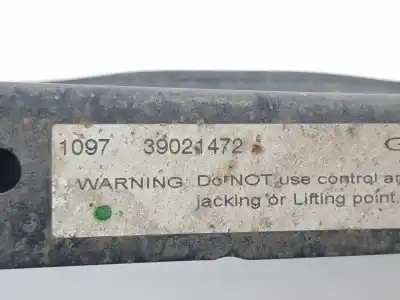 1097 39021472 G
WARNING: Do NOT use control
jacking or Lifting point.